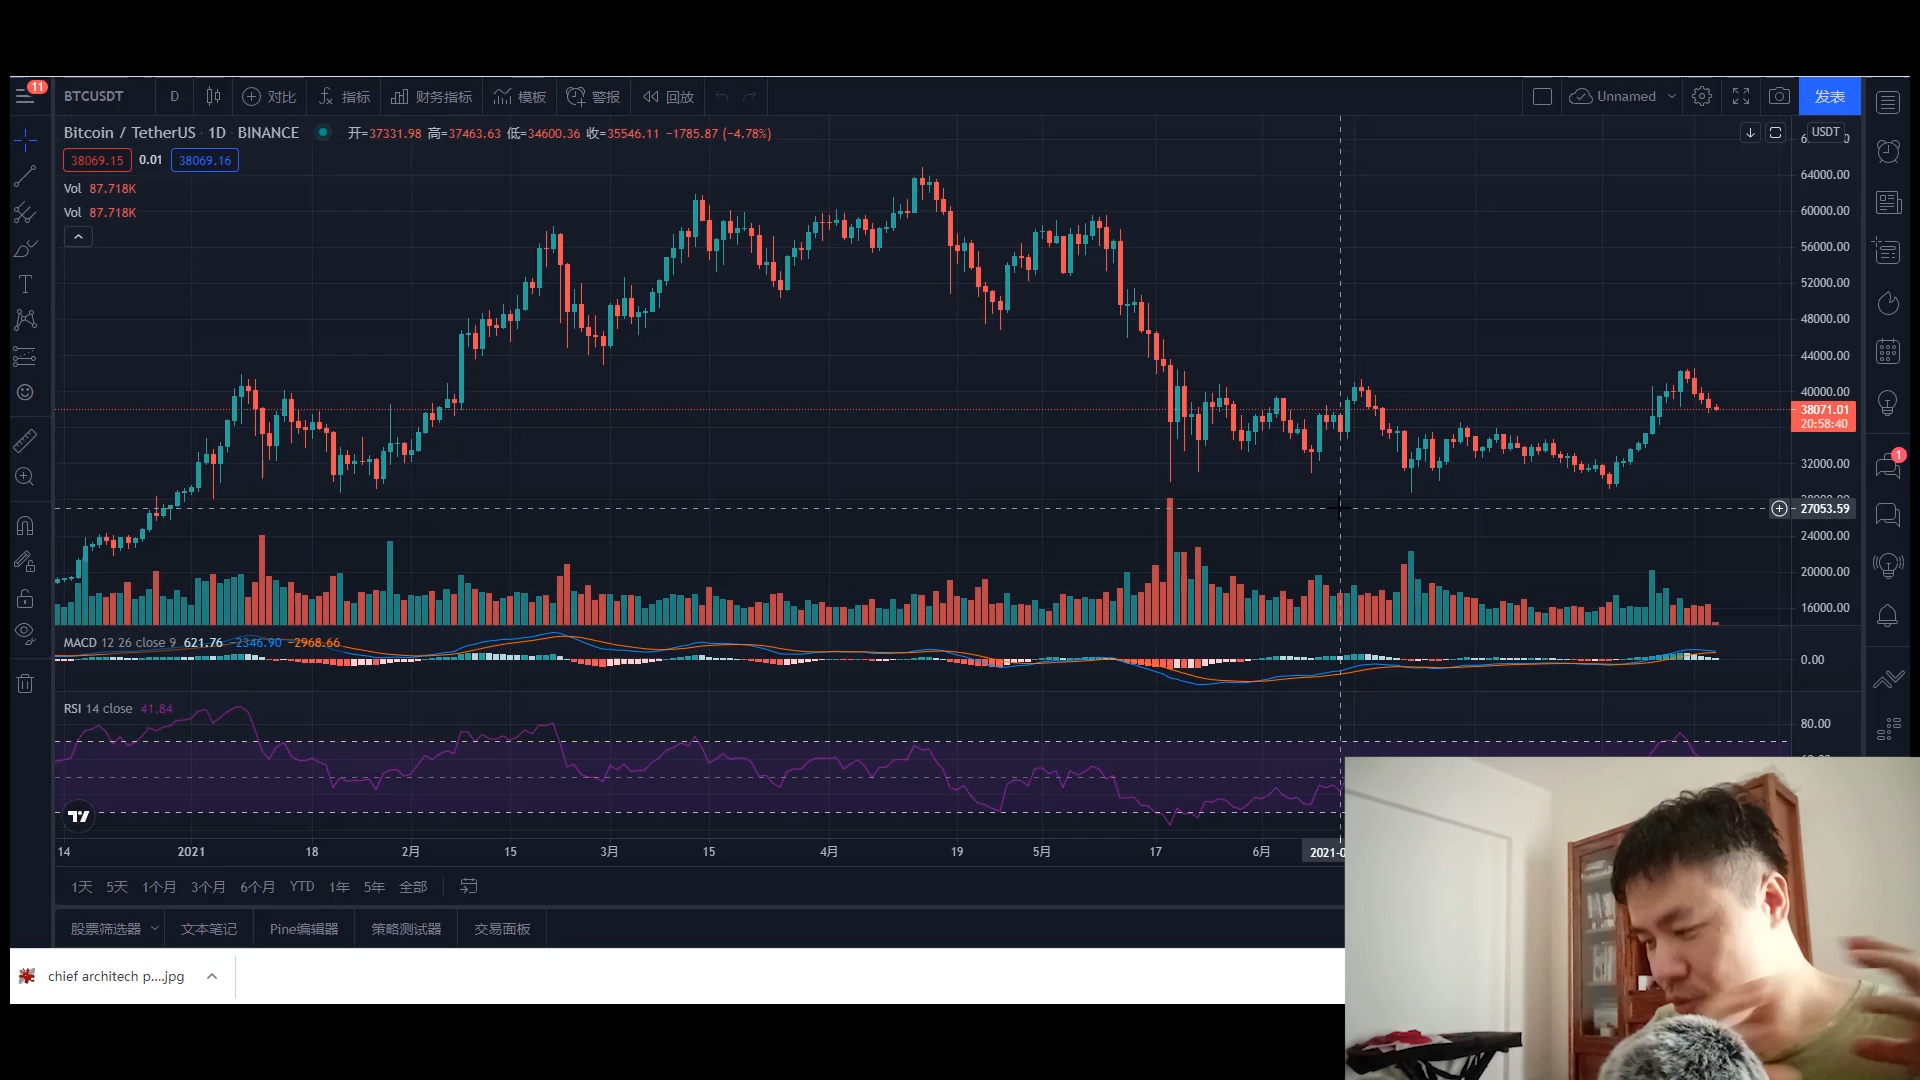 11
BTCUSDT D 对比 指标 财务指标 模板 警报 回放 Unnamed 发表
Bitcoin / TetherUS · 1D · BINANCE 开=37331.98 高=37463.63 低=34600.36 收=35546.11 −1785.87 (−4.78%)
USDT
38069.15 0.01 38069.16
Vol 87.718K
Vol 87.718K
64000.00
60000.00
56000.00
52000.00
48000.00
44000.00
40000.00
38071.01
20:58:40
32000.00
1
27053.59
24000.00
20000.00
16000.00
MACD 12 26 close 9 621.76 −2346.90 −2968.66
0.00
RSI 14 close 41.84
80.00
14 2021 18 2月 15 3月 15 4月 19 5月 17 6月 2021-0
1天 5天 1个月 3个月 6个月 YTD 1年 5年 全部
股票筛选器 文本笔记 Pine编辑器 策略测试器 交易面板
chief architech p....jpg